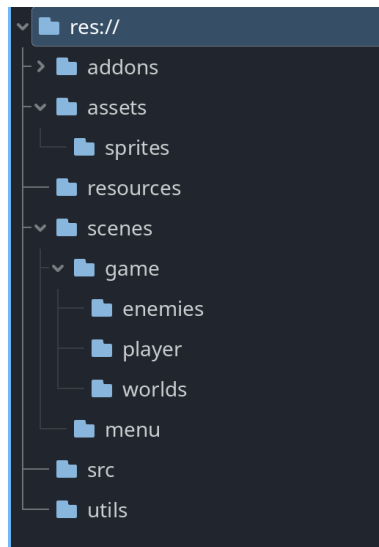 res://
addons
assets
sprites
resources
scenes
game
enemies
player
worlds
menu
src
utils